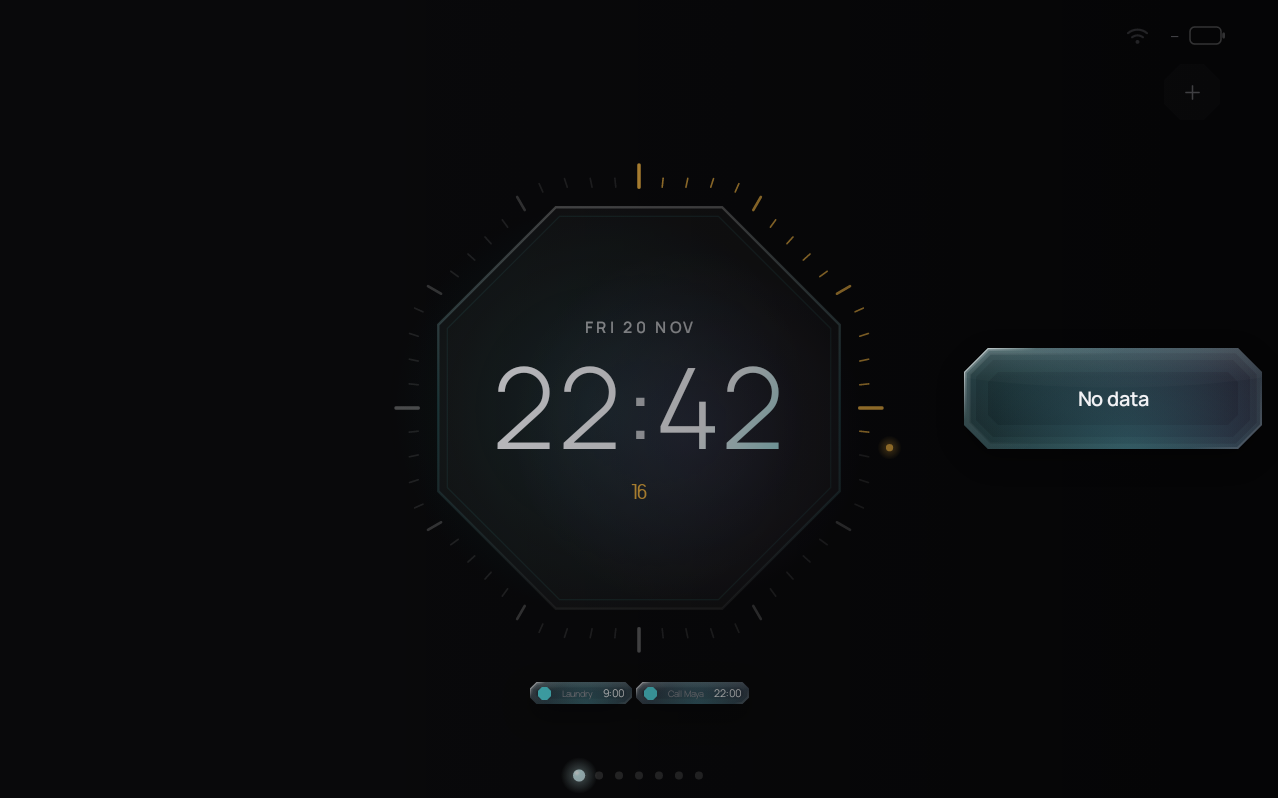 –
+
FRI 20 NOV
22:42
16
No data
Laundry 9:00
Call Maya 22:00